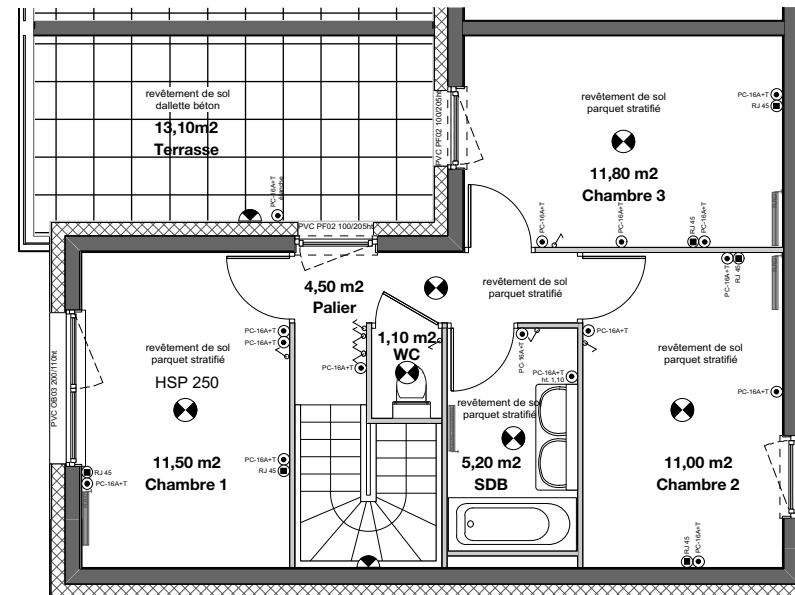 revêtement de sol
dallette béton
13,10m2
Terrasse
PC-16A+T
étanche
PVC PF02 100/205ht
PVC PF02 100/205ht
revêtement de sol
parquet stratifié
11,80 m2
Chambre 3
PC-16A+T
RJ 45
PC-16A+T
PC-16A+T
RJ 45
PC-16A+T
4,50 m2
Palier
revêtement de sol
parquet stratifié
PC-16A+T
RJ 45
PVC OB03 200/110ht
revêtement de sol
parquet stratifié
HSP 250
11,50 m2
Chambre 1
PC-16A+T
PC-16A+T
PC-16A+T
RJ 45
RJ 45
PC-16A+T
PC-16A+T
1,10 m2
WC
PC-16A+T
PC-16A+T
ht. 1,10
revêtement de sol
parquet stratifié
5,20 m2
SDB
PC-16A+T
revêtement de sol
parquet stratifié
PC-16A+T
11,00 m2
Chambre 2
RJ 45
PC-16A+T